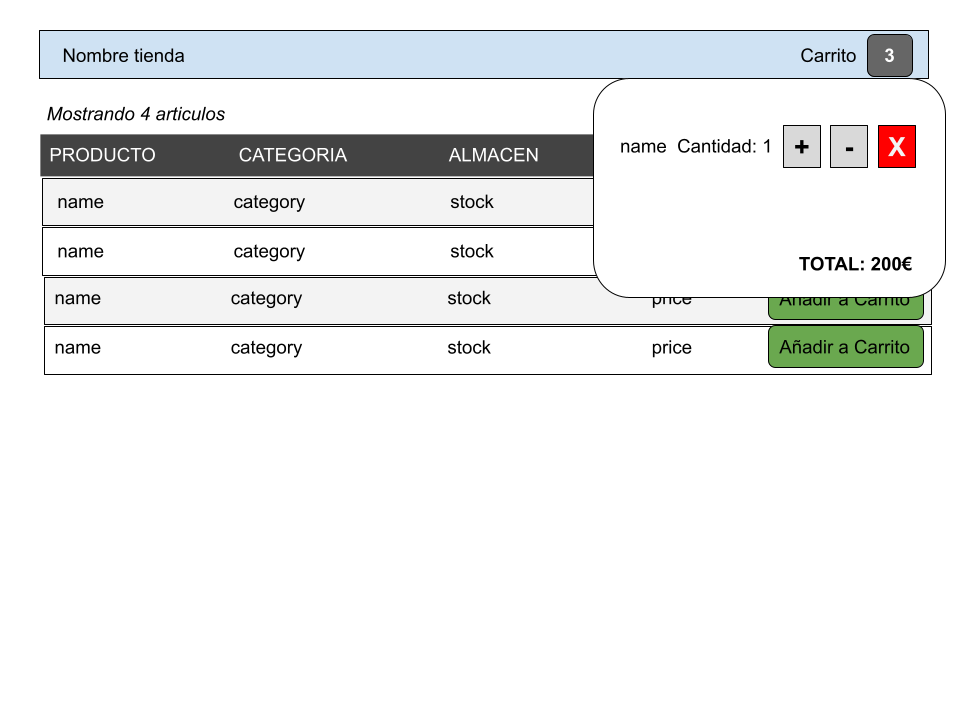 Nombre tienda Carrito 3
Mostrando 4 articulos
PRODUCTO CATEGORIA ALMACEN
name Cantidad: 1 + - X
name category stock
name category stock
TOTAL: 200€
name category stock price Añadir a Carrito
name category stock price Añadir a Carrito